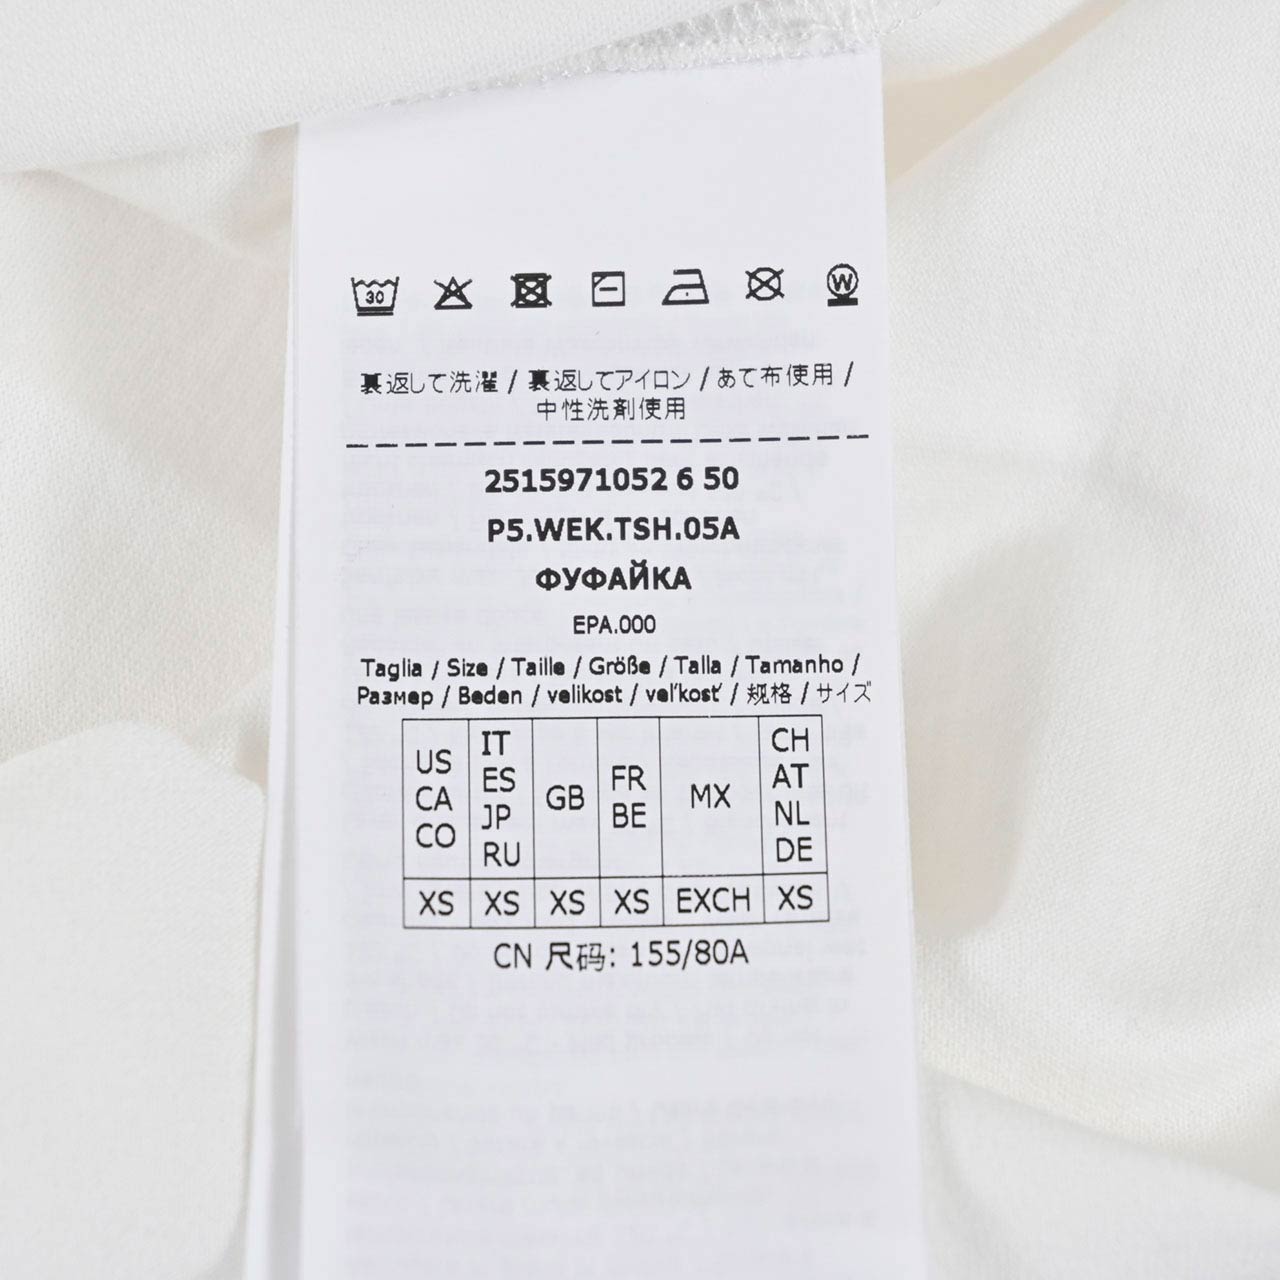 30
W
裏返して洗濯 / 裏返してアイロン / あて布使用 /
中性洗剤使用
2515971052 6 50
P5.WEK.TSH.05A
ФУФАЙКА
EPA.000
Taglia / Size / Taille / Größe / Talla / Tamanho /
Размер / Beden / velikost / veľkosť / 规格 / サイズ
US CA CO
IT ES JP RU
GB
FR BE
MX
CH AT NL DE
XS XS XS XS EXCH XS
CN 尺码: 155/80A